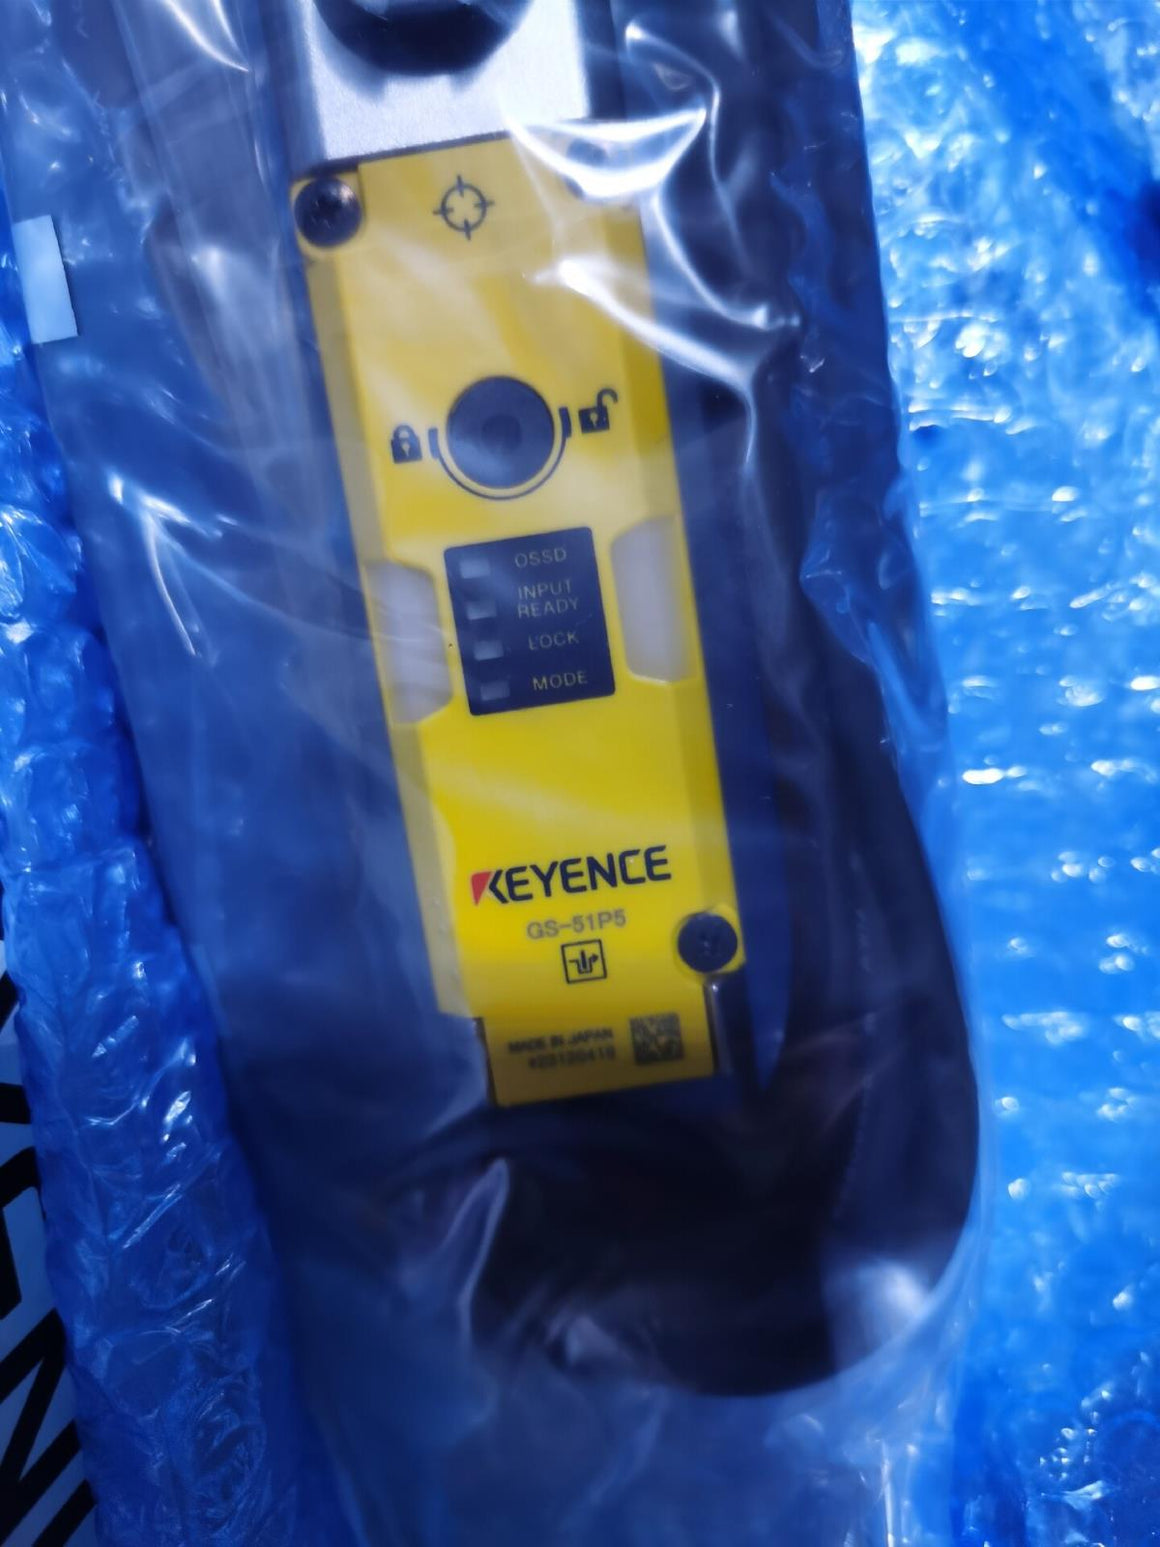 OSSD
INPUT
READY
LOCK
MODE
KEYENCE
GS-51P5
MADE IN JAPAN